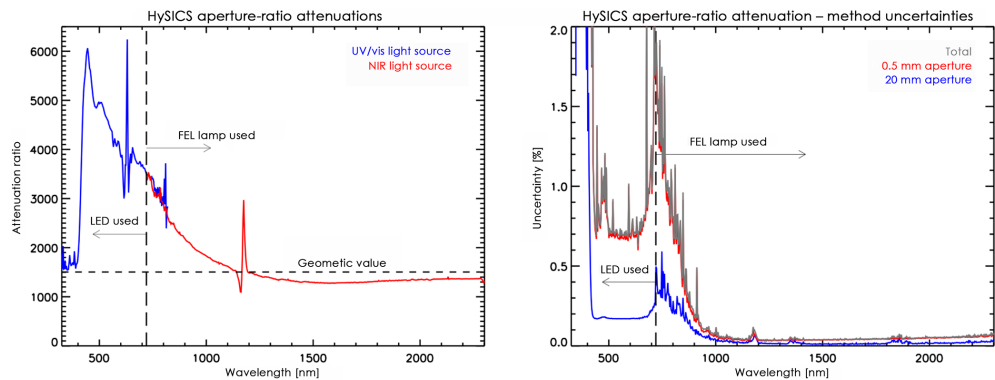 HySICS aperture-ratio attenuations
6000
5000
4000
3000
2000
1000
0
Attenuation ratio
UV/vis light source
NIR light source
FEL lamp used
LED used
Geometic value
500
1000
1500
2000
Wavelength [nm]
HySICS aperture-ratio attenuation – method uncertainties
2.0
1.5
1.0
0.5
0.0
Uncertainty [%]
Total
0.5 mm aperture
20 mm aperture
FEL lamp used
LED used
500
1000
1500
2000
Wavelength [nm]